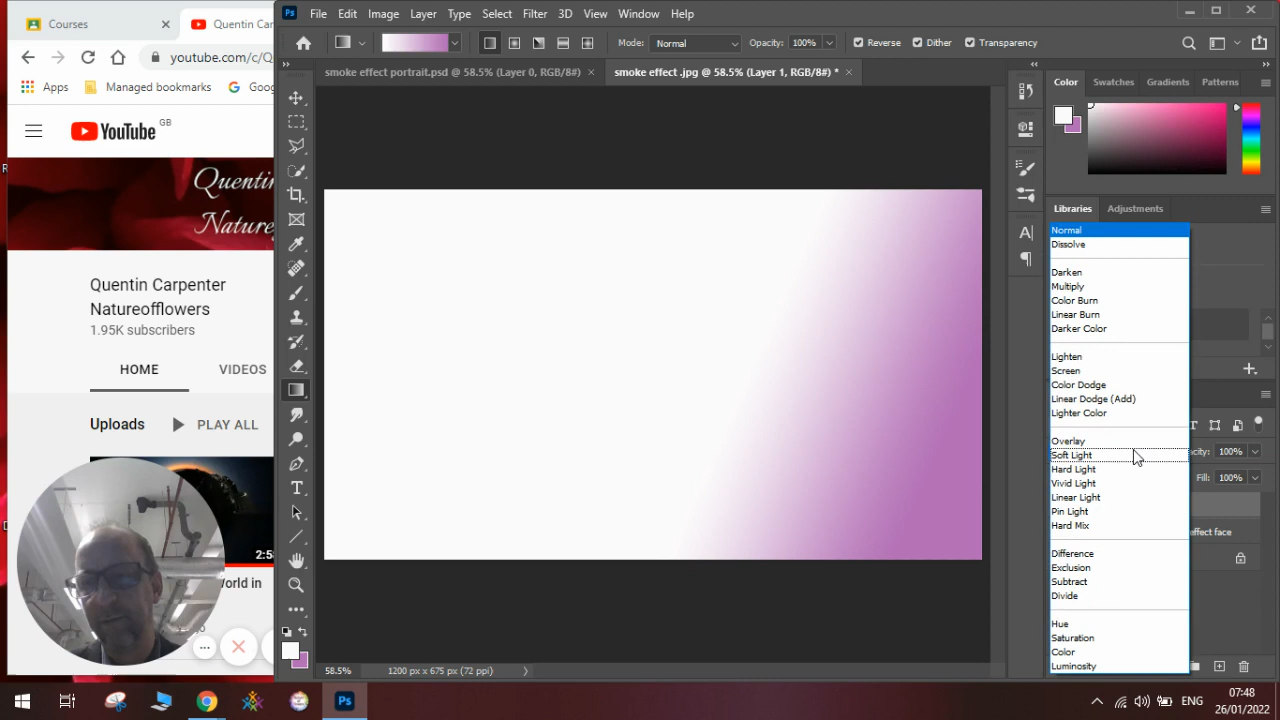 Courses
Quentin Car
youtube.com/c/Q
Apps
Managed bookmarks
Goog
YouTube GB
Quentin
Nature
Quentin Carpenter
Natureofflowers
1.95K subscribers
HOME
VIDEOS
Uploads
PLAY ALL
2:5
World in
Ps
File
Edit
Image
Layer
Type
Select
Filter
3D
View
Window
Help
Mode:
Normal
Opacity:
100%
Reverse
Dither
Transparency
smoke effect portrait.psd @ 58.5% (Layer 0, RGB/8#)
smoke effect .jpg @ 58.5% (Layer 1, RGB/8#) *
Color
Swatches
Gradients
Patterns
Libraries
Adjustments
Normal
Dissolve
Darken
Multiply
Color Burn
Linear Burn
Darker Color
Lighten
Screen
Color Dodge
Linear Dodge (Add)
Lighter Color
Overlay
Soft Light
Hard Light
Vivid Light
Linear Light
Pin Light
Hard Mix
Difference
Exclusion
Subtract
Divide
Hue
Saturation
Color
Luminosity
acity:
100%
Fill:
100%
effect face
58.5%
1200 px x 675 px (72 ppi)
Ps
ENG
07:48
26/01/2022